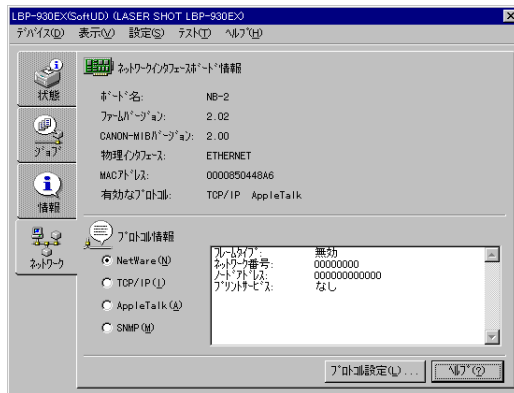 LBP-930EX(SoftUD) (LASER SHOT LBP-930EX)
ﾃﾞﾊﾞｲｽ(D) 表示(V) 設定(S) ﾃｽﾄ(T) ﾍﾙﾌﾟ(H)
状態
ｼﾞｮﾌﾞ
情報
ﾈｯﾄﾜｰｸ
ﾈｯﾄﾜｰｸｲﾝﾀﾌｪｰｽﾎﾞｰﾄﾞ情報
ﾎﾞｰﾄﾞ名: NB-2
ﾌｧｰﾑﾊﾞｰｼﾞｮﾝ: 2.02
CANON-MIBﾊﾞｰｼﾞｮﾝ: 2.00
物理ｲﾝﾀﾌｪｰｽ: ETHERNET
MACｱﾄﾞﾚｽ: 0000850448A6
有効なﾌﾟﾛﾄｺﾙ: TCP/IP AppleTalk
ﾌﾟﾛﾄｺﾙ情報
NetWare(N)
TCP/IP(I)
AppleTalk(A)
SNMP(M)
ﾌﾚｰﾑﾀｲﾌﾟ: 無効
ﾈｯﾄﾜｰｸ番号: 00000000
ﾉｰﾄﾞｱﾄﾞﾚｽ: 000000000000
ﾌﾟﾘﾝﾄｻｰﾋﾞｽ: なし
ﾌﾟﾛﾄｺﾙ設定(L)... ﾍﾙﾌﾟ(?)